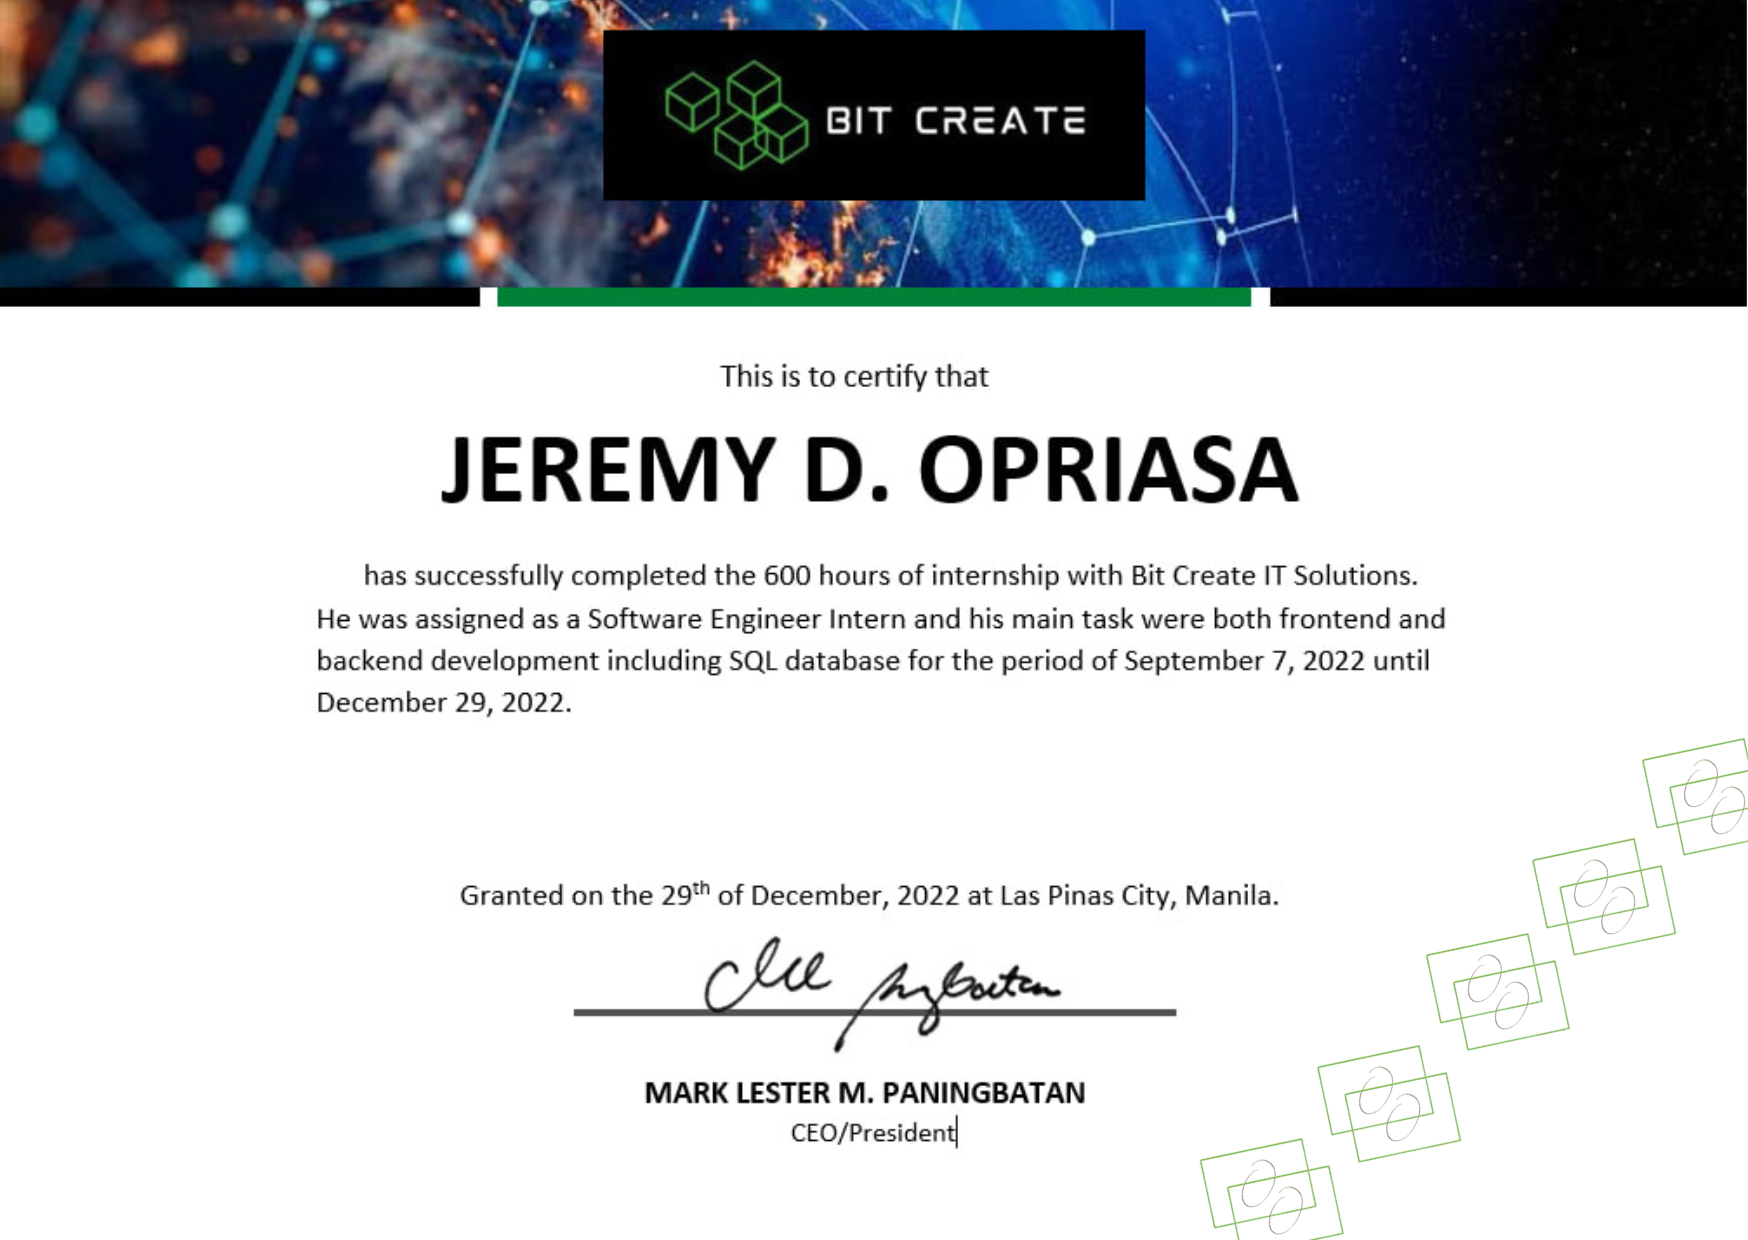 BIT CREATE
This is to certify that
JEREMY D. OPRIASA
has successfully completed the 600 hours of internship with Bit Create IT Solutions.
He was assigned as a Software Engineer Intern and his main task were both frontend and
backend development including SQL database for the period of September 7, 2022 until
December 29, 2022.
Granted on the 29th of December, 2022 at Las Pinas City, Manila.
MARK LESTER M. PANINGBATAN
CEO/President